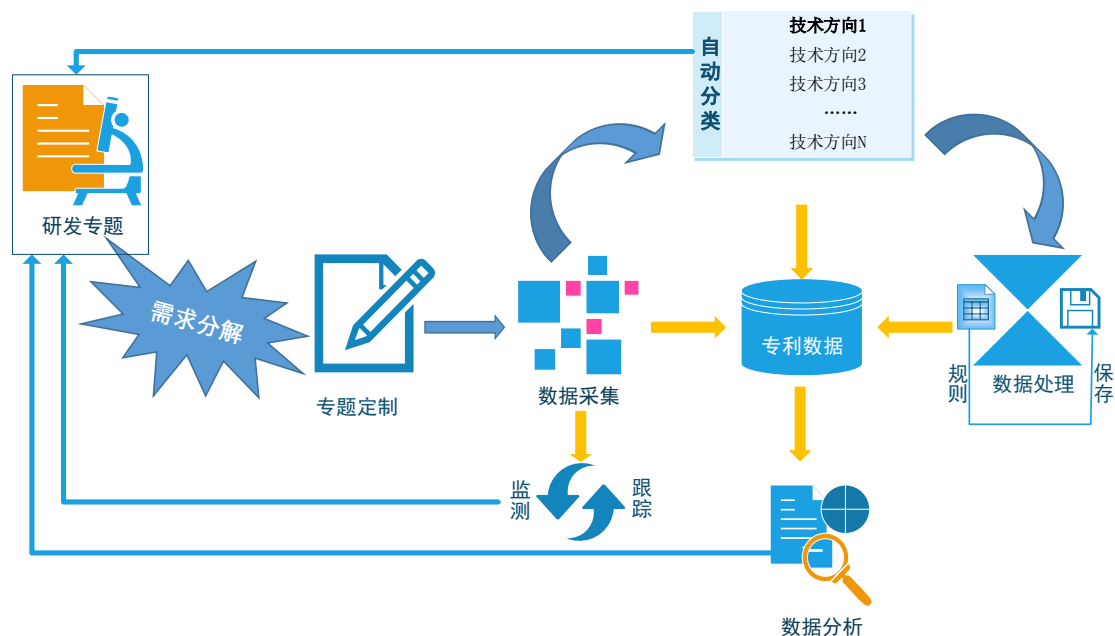 自动分类
技术方向1
技术方向2
技术方向3
……
技术方向N
研发专题
需求分解
专题定制
数据采集
专利数据
规则
数据处理
保存
监测
跟踪
数据分析